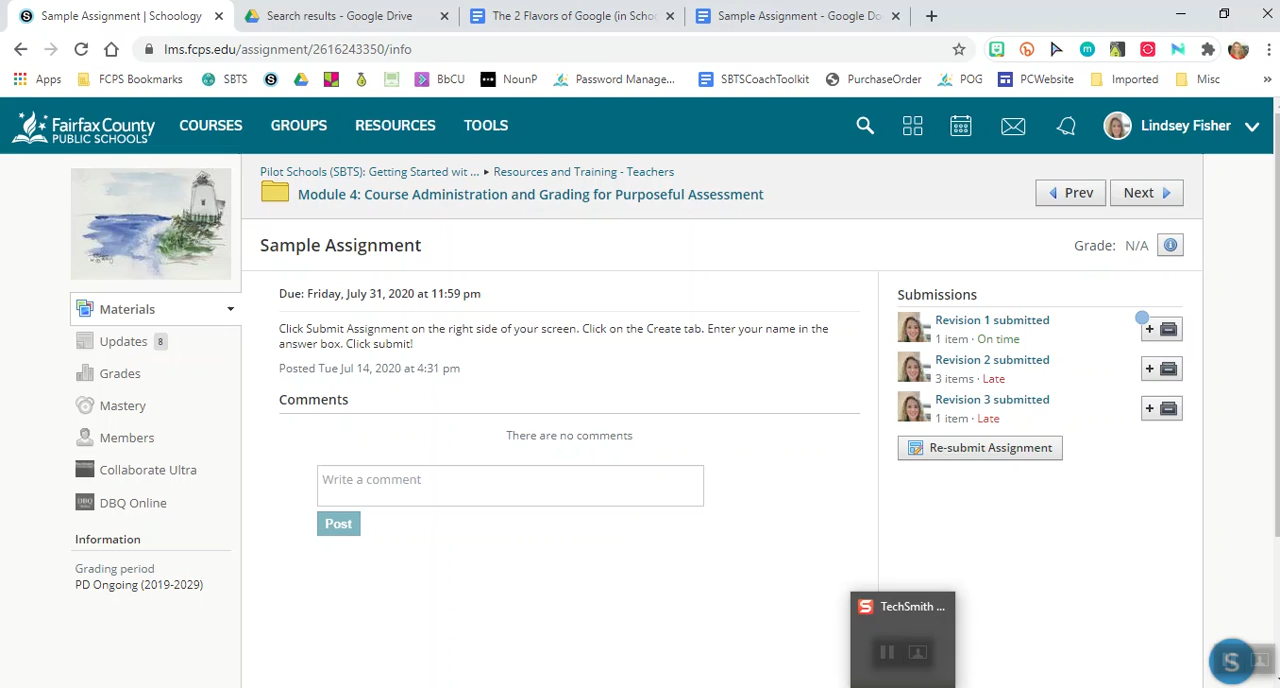 Sample Assignment | Schoology
Search results - Google Drive
The 2 Flavors of Google (in Schoo
Sample Assignment - Google Do
lms.fcps.edu/assignment/2616243350/info
Apps
FCPS Bookmarks
SBTS
BbCU
NounP
Password Manage...
SBTSCoachToolkit
PurchaseOrder
POG
PCWebsite
Imported
Misc
»
Fairfax County
PUBLIC SCHOOLS
COURSES
GROUPS
RESOURCES
TOOLS
Lindsey Fisher
Pilot Schools (SBTS): Getting Started wit ... ▸ Resources and Training - Teachers
Module 4: Course Administration and Grading for Purposeful Assessment
Prev
Next
Sample Assignment
Grade: N/A
Due: Friday, July 31, 2020 at 11:59 pm
Click Submit Assignment on the right side of your screen. Click on the Create tab. Enter your name in the
answer box. Click submit!
Posted Tue Jul 14, 2020 at 4:31 pm
Comments
There are no comments
Write a comment
Post
Submissions
Revision 1 submitted
1 item · On time
Revision 2 submitted
3 items · Late
Revision 3 submitted
1 item · Late
Re-submit Assignment
Materials
Updates 8
Grades
Mastery
Members
Collaborate Ultra
DBQ Online
Information
Grading period
PD Ongoing (2019-2029)
TechSmith ...